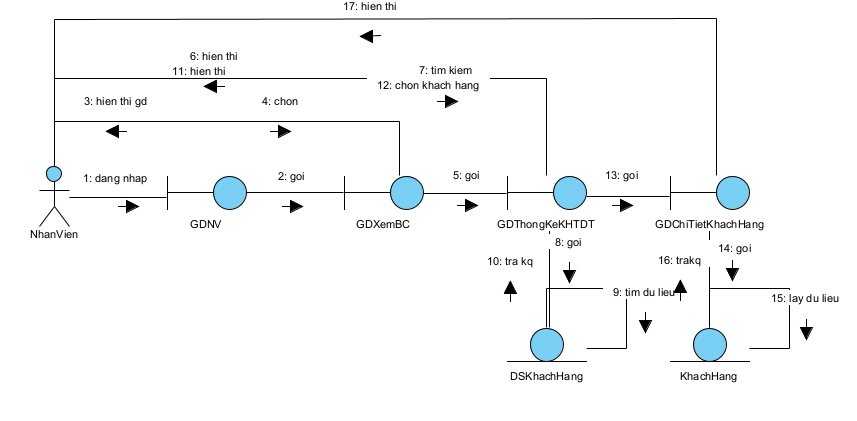 17: hien thi
6: hien thi
11: hien thi
7: tim kiem
12: chon khach hang
3: hien thi gd
4: chon
1: dang nhap
2: goi
5: goi
13: goi
NhanVien
GDNV
GDXemBC
GDThongKeKHTDT
GDChiTietKhachHang
8: goi
14: goi
10: tra kq
16: trakq
9: tim du lieu
15: lay du lieu
DSKhachHang
KhachHang